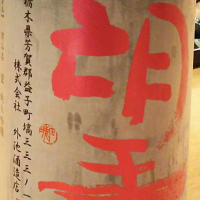 望
栃木県芳賀郡益子町塙三三三ノ一
株式会社 外池酒造店